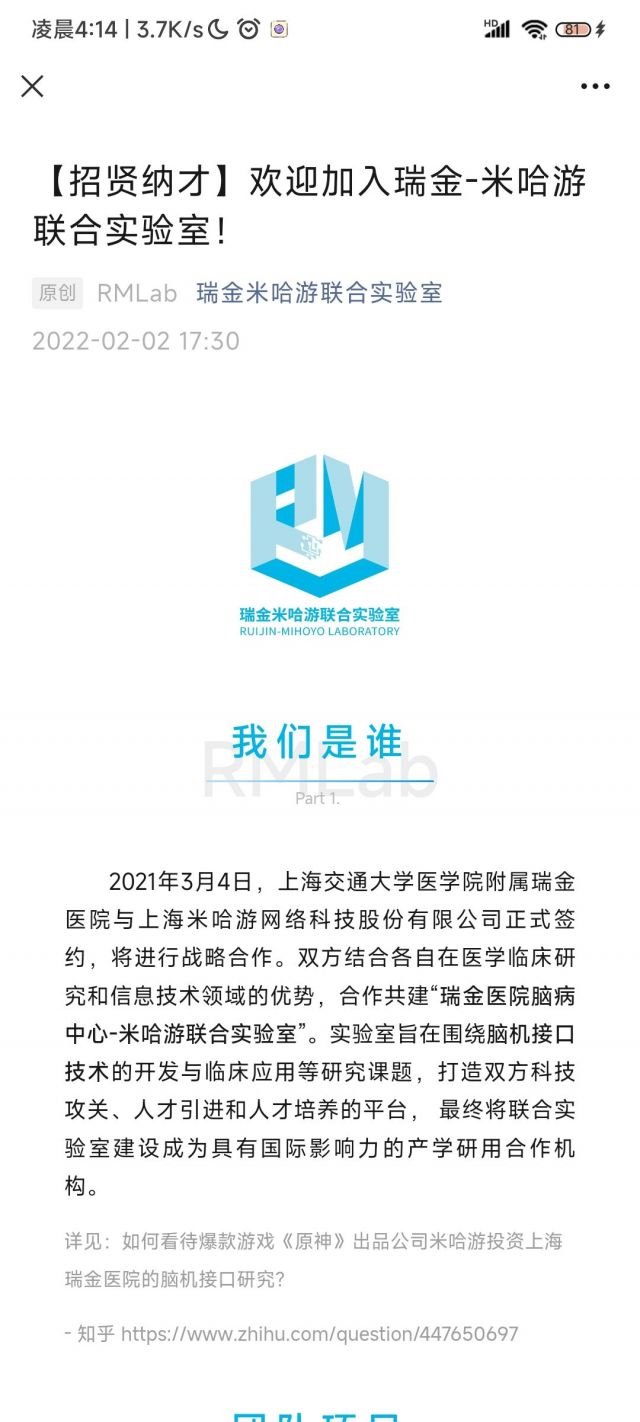 凌晨4:14 | 3.7K/s
HD
81
【招贤纳才】欢迎加入瑞金-米哈游
联合实验室！
原创 RMLab 瑞金米哈游联合实验室
2022-02-02 17:30
瑞金米哈游联合实验室
RUIJIN-MIHOYO LABORATORY
我们是谁
RMLab
Part 1.
2021年3月4日，上海交通大学医学院附属瑞金
医院与上海米哈游网络科技股份有限公司正式签
约，将进行战略合作。双方结合各自在医学临床研
究和信息技术领域的优势，合作共建“瑞金医院脑病
中心-米哈游联合实验室”。实验室旨在围绕脑机接口
技术的开发与临床应用等研究课题，打造双方科技
攻关、人才引进和人才培养的平台， 最终将联合实
验室建设成为具有国际影响力的产学研用合作机
构。
详见：如何看待爆款游戏《原神》出品公司米哈游投资上海
瑞金医院的脑机接口研究？
- 知乎 https://www.zhihu.com/question/447650697